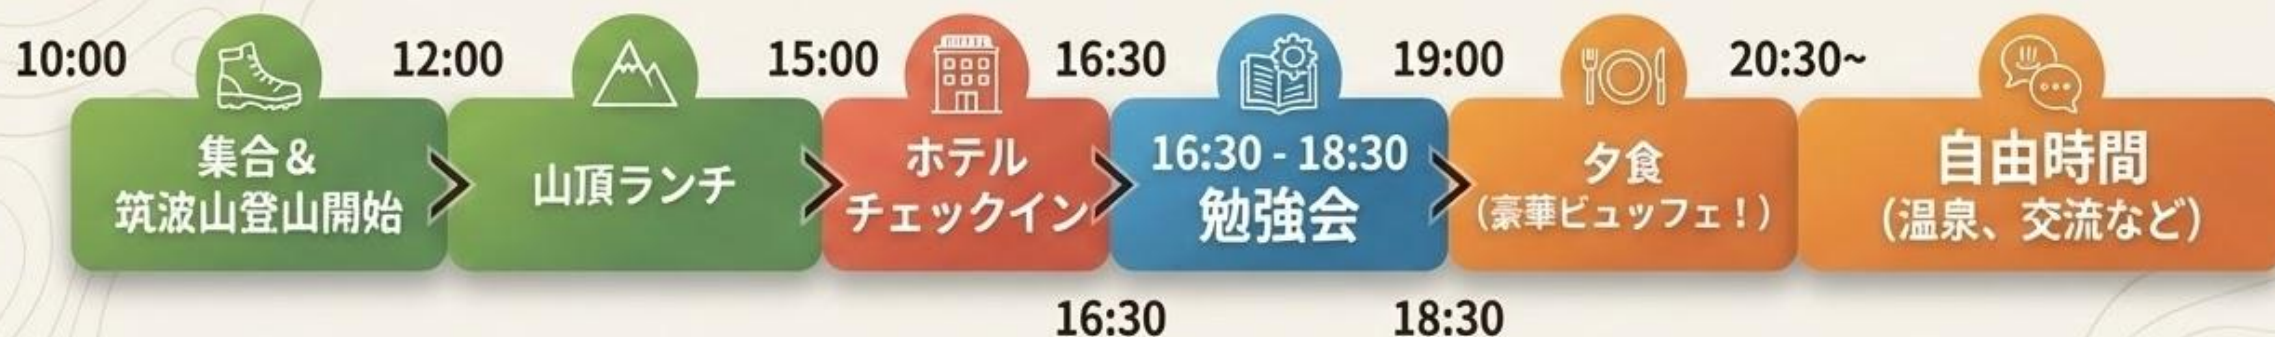 10:00
12:00
15:00
16:30
19:00
20:30~
集合&
筑波山登山開始
山頂ランチ
ホテル
チェックイン
16:30 - 18:30
勉強会
夕食
(豪華ビュッフェ!)
自由時間
(温泉、交流など)
16:30
18:30